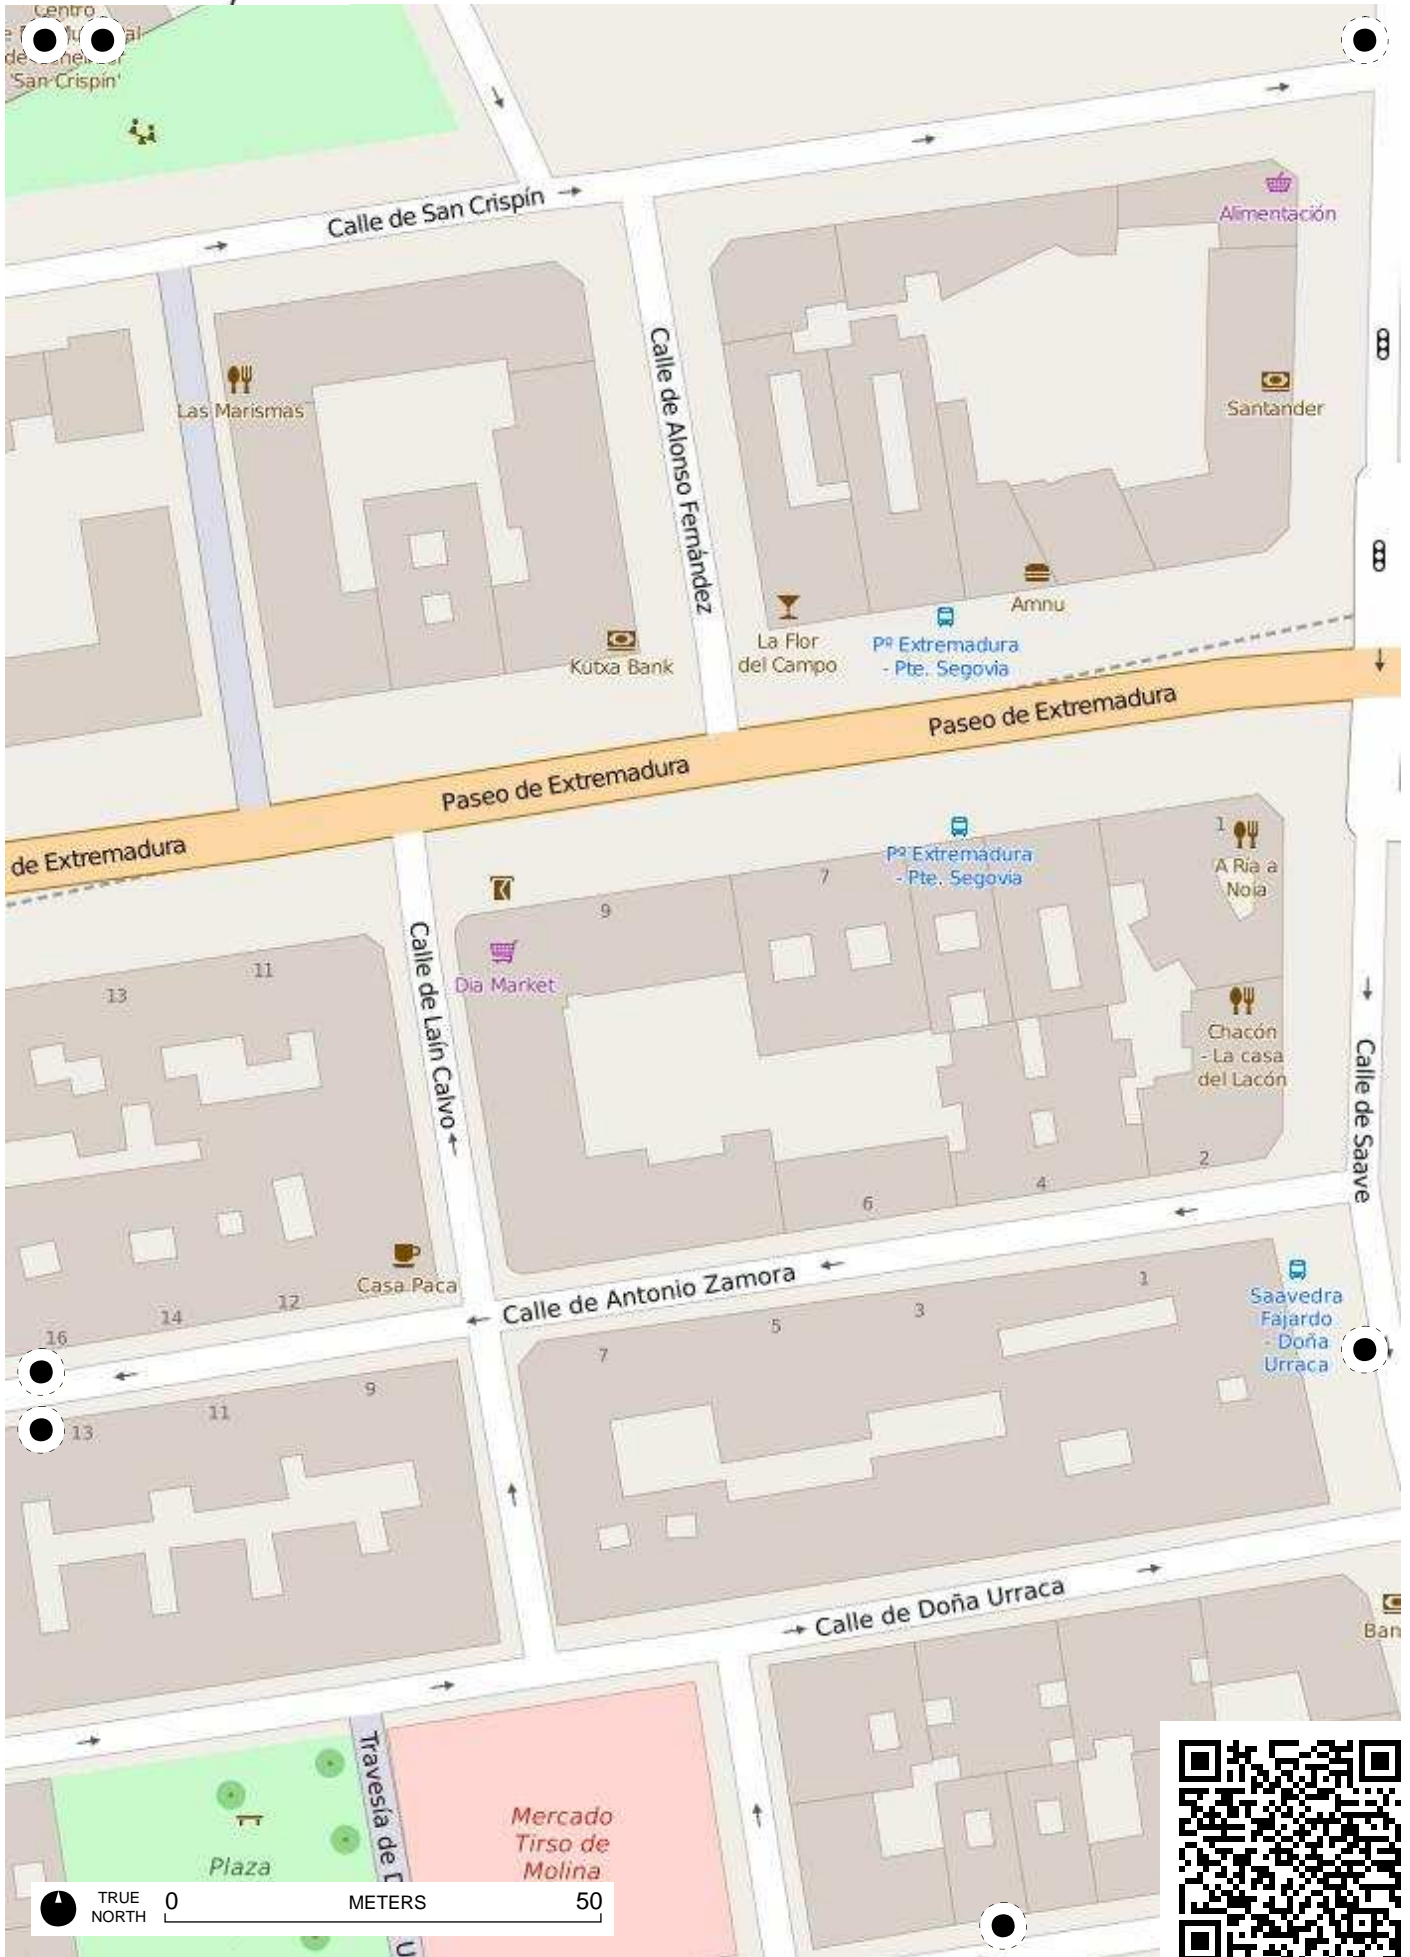 Centro
'San Crispín'
Calle de San Crispín
Alimentación
Las Marismas
Calle de Alonso Fernández
Santander
Amnu
La Flor
del Campo
Pº Extremadura
- Pte. Segovia
Kutxa Bank
Paseo de Extremadura
Paseo de Extremadura
de Extremadura
Pº Extremadura
- Pte. Segovia
1
A Ría a
Noia
7
9
Calle de Laín Calvo
Dia Market
11
13
Chacón
- La casa
del Lacón
Calle de Saave
2
4
6
Casa Paca
Calle de Antonio Zamora
12
14
16
1
3
5
7
Saavedra
Fajardo
- Doña
Urraca
9
11
13
Calle de Doña Urraca
Ban
Travesía de D
U
Mercado
Tirso de
Molina
Plaza
TRUE
NORTH
0 METERS 50